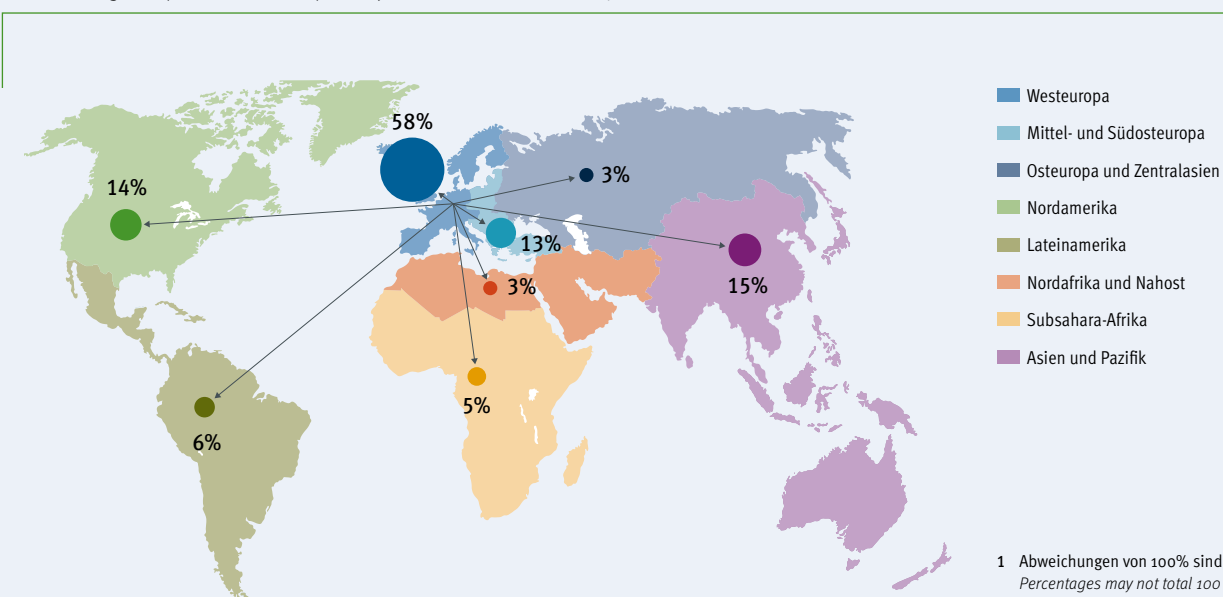 58%
14%
3%
13%
3%
15%
5%
6%
Westeuropa
Mittel- und Südosteuropa
Osteuropa und Zentralasien
Nordamerika
Lateinamerika
Nordafrika und Nahost
Subsahara-Afrika
Asien und Pazifik
1 Abweichungen von 100% sind
Percentages may not total 100